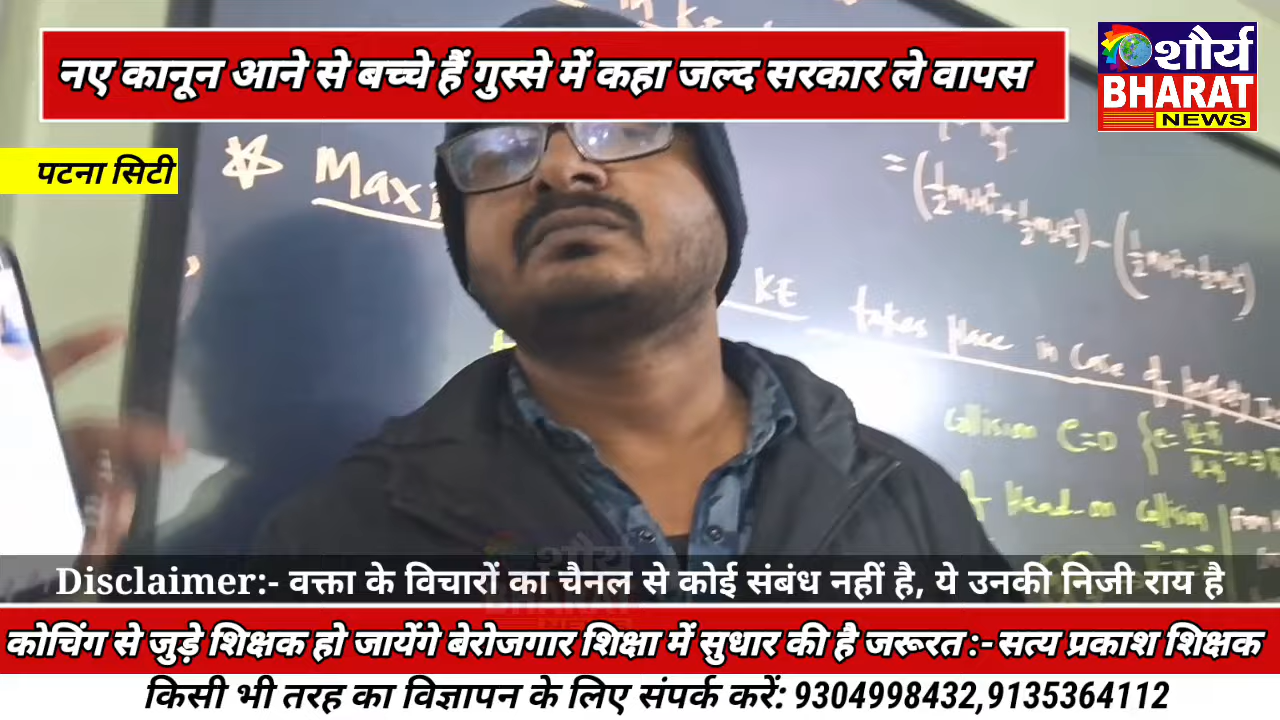 नए कानून आने से बच्चे हैं गुस्से में कहा जल्द सरकार ले वापस
शौर्य
BHARAT
NEWS
पटना सिटी
KE
takes place in case of
Collision
Head-on Collision
Disclaimer:- वक्ता के विचारों का चैनल से कोई संबंध नहीं है, ये उनकी निजी राय है
कोचिंग से जुड़े शिक्षक हो जायेंगे बेरोजगार शिक्षा में सुधार की है जरूरत :- सत्य प्रकाश शिक्षक
किसी भी तरह का विज्ञापन के लिए संपर्क करें: 9304998432,9135364112